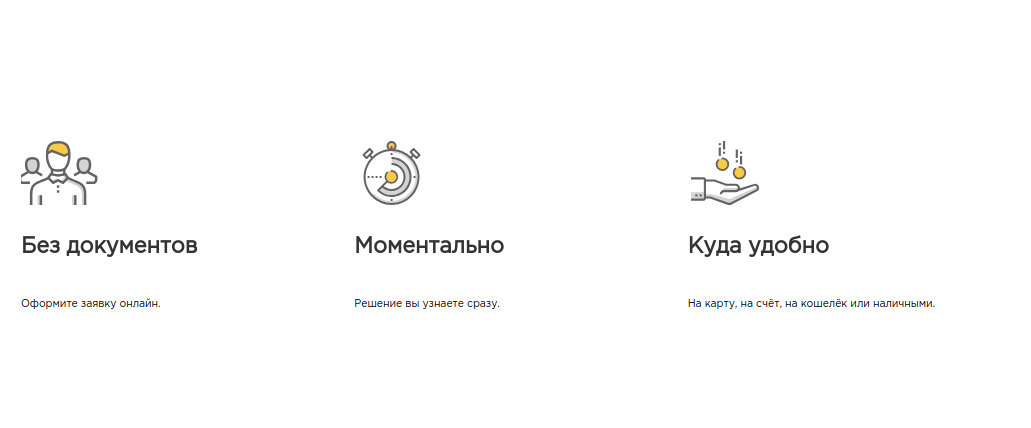 Без документов
Оформите заявку онлайн.
Моментально
Решение вы узнаете сразу.
Куда удобно
На карту, на счёт, на кошелёк или наличными.